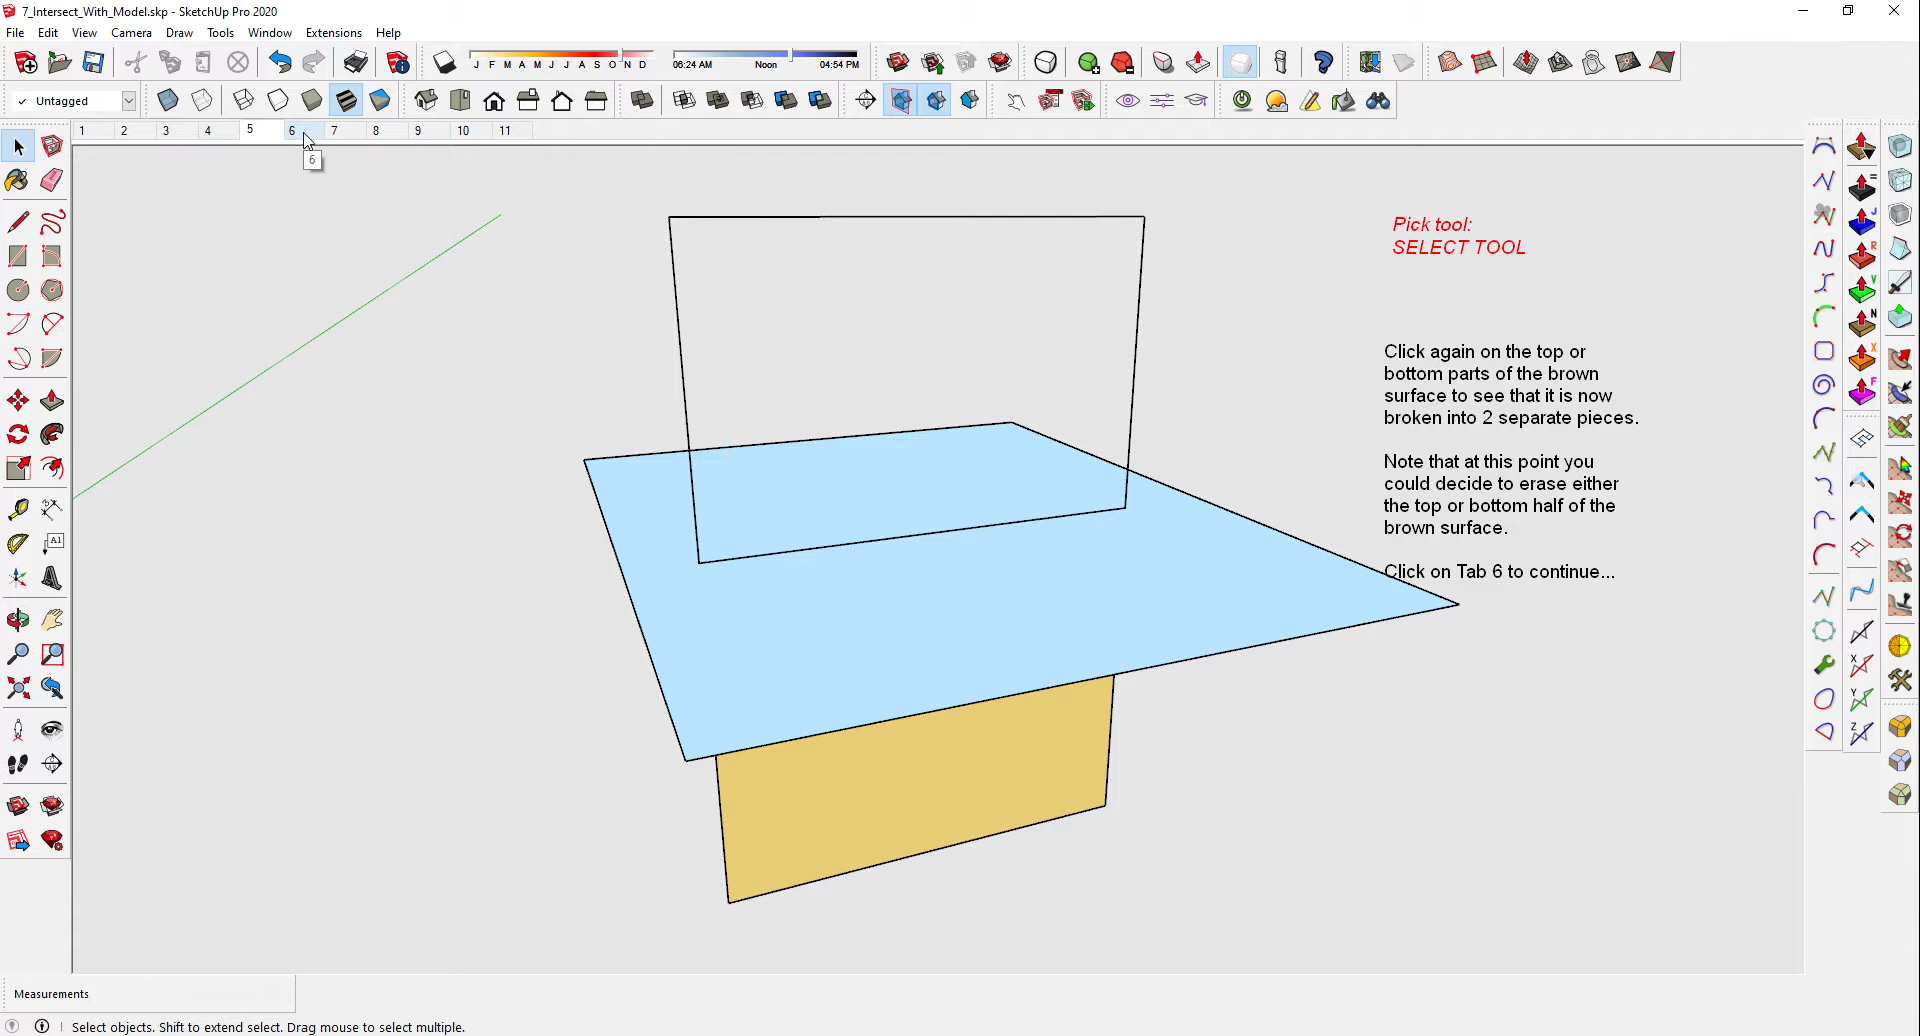 7_Intersect_With_Model.skp - SketchUp Pro 2020
File Edit View Camera Draw Tools Window Extensions Help
J F M A M J J A S O N D
06:24 AM Noon 04:54 PM
✓ Untagged
1 2 3 4 5 6 7 8 9 10 11
6
Pick tool:
SELECT TOOL
Click again on the top or
bottom parts of the brown
surface to see that it is now
broken into 2 separate pieces.
Note that at this point you
could decide to erase either
the top or bottom half of the
brown surface.
Click on Tab 6 to continue...
A1
=
J
R
V
N
X
F
X
Y
Z
Measurements
Select objects. Shift to extend select. Drag mouse to select multiple.